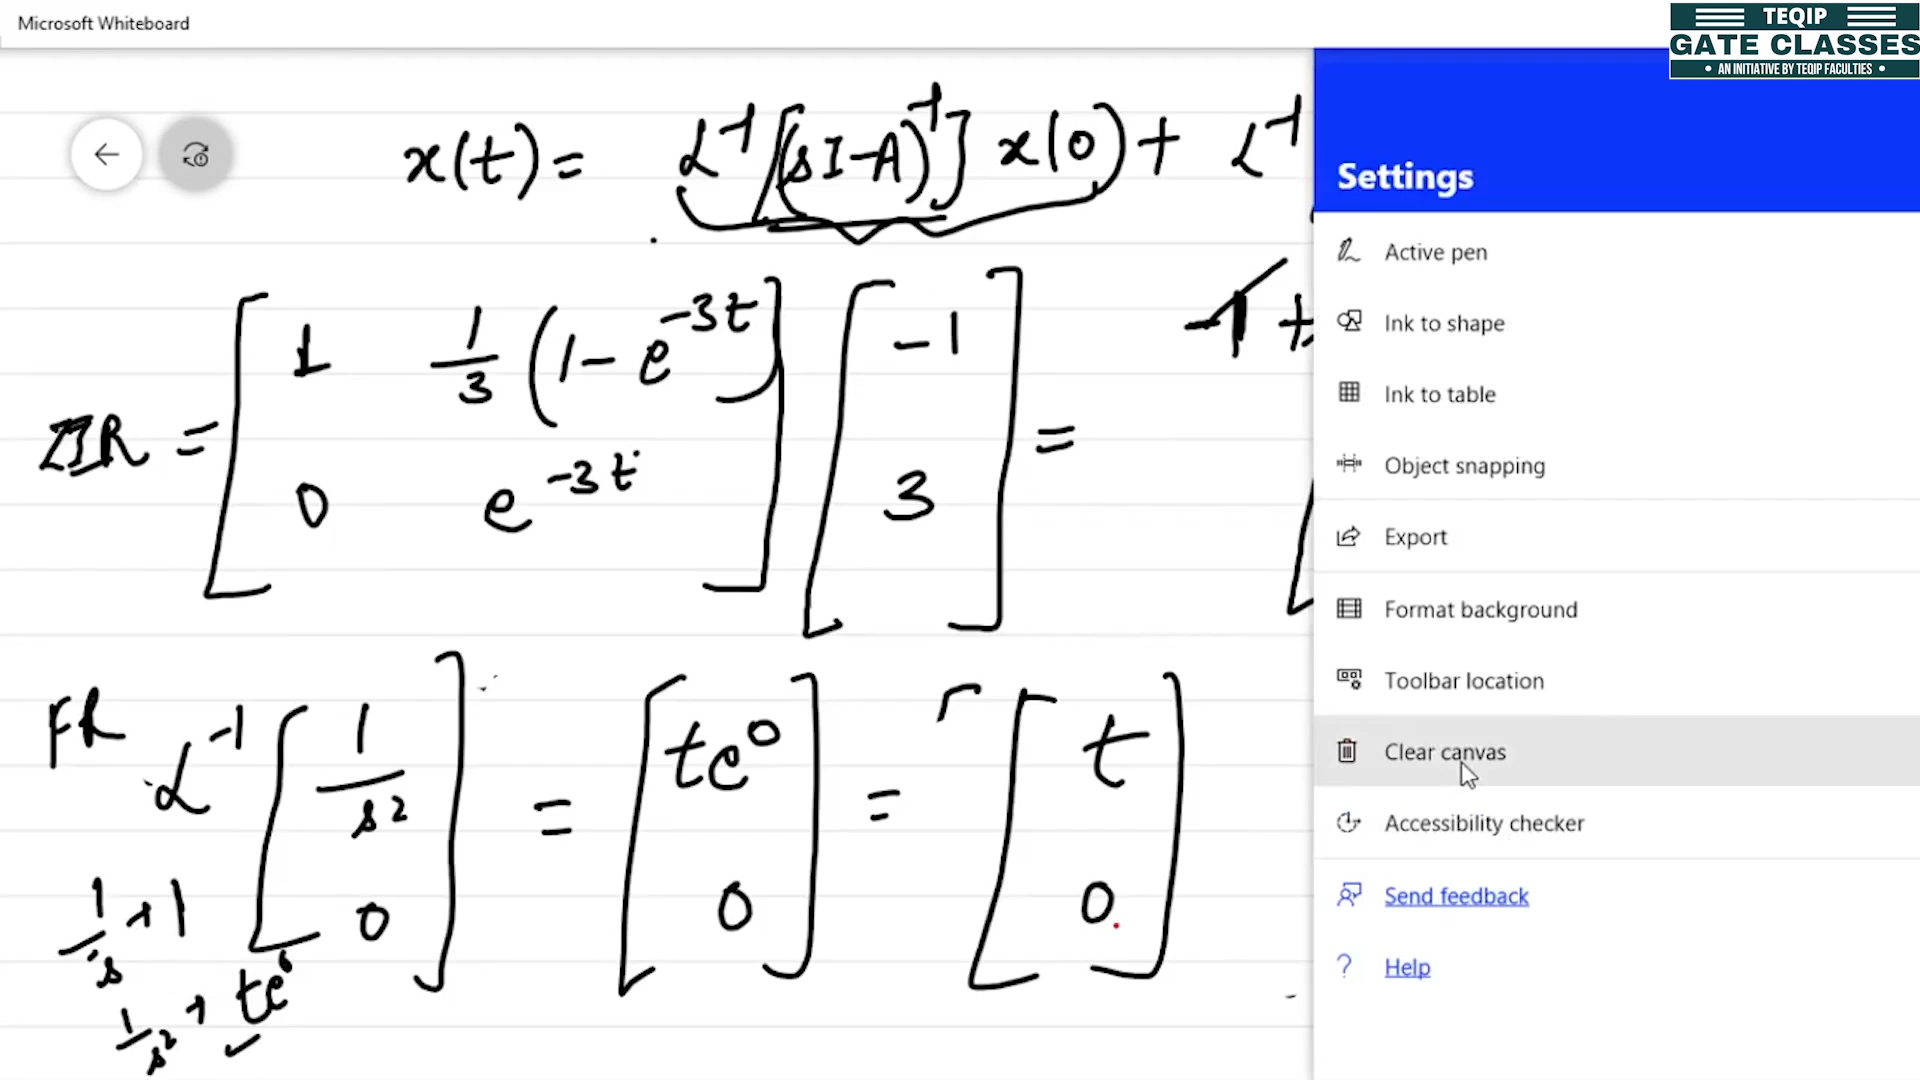 Microsoft Whiteboard
TEQIP
GATE CLASSES
• AN INITIATIVE BY TEQIP FACULTIES •
x(t) = L⁻¹[(sI-A)⁻¹] x(0) + L⁻¹
ZIR = [ 1 1/3 (1 - e^-3t) ] [ -1 ] = -1 +
0 e^-3t 3
FR L⁻¹ [ 1/s² ] = [ te⁰ ] = [ t ]
0 0 0
1/s + 1
1/s² + te⁰
Settings
Active pen
Ink to shape
Ink to table
Object snapping
Export
Format background
Toolbar location
Clear canvas
Accessibility checker
Send feedback
? Help